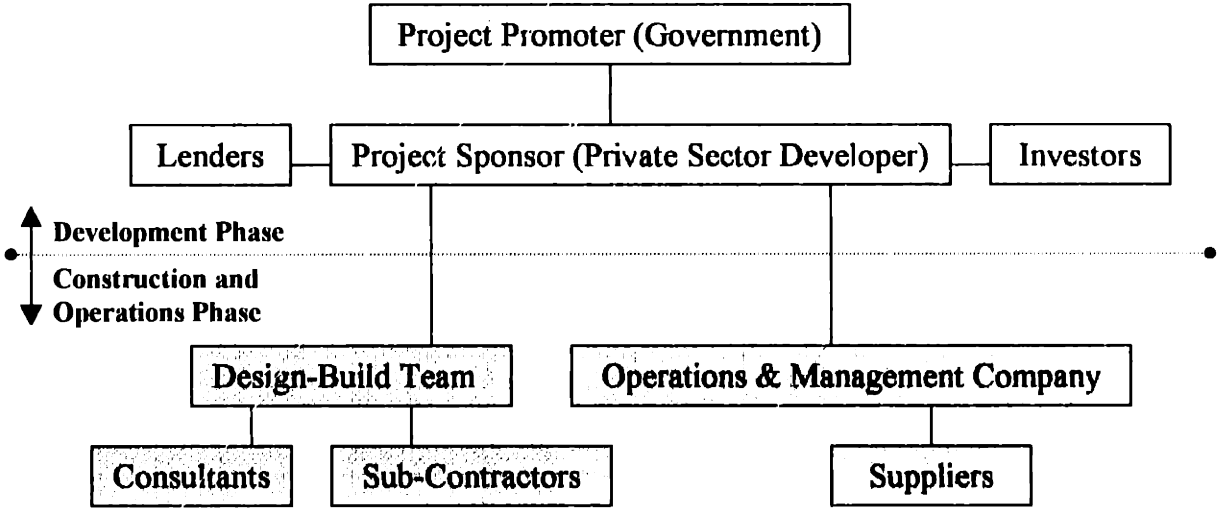 Project Promoter (Government)
Lenders
Project Sponsor (Private Sector Developer)
Investors
Development Phase
Construction and
Operations Phase
Design-Build Team
Operations & Management Company
Consultants
Sub-Contractors
Suppliers